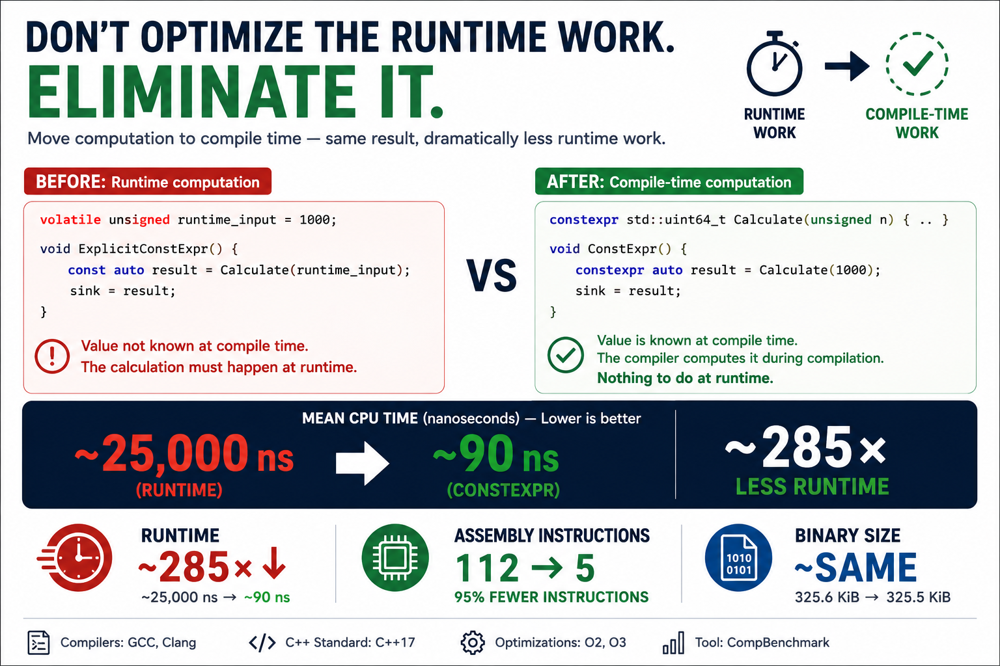 DON'T OPTIMIZE THE RUNTIME WORK.
ELIMINATE IT.
Move computation to compile time — same result, dramatically less runtime work.
RUNTIME
WORK
COMPILE-TIME
WORK
BEFORE: Runtime computation
volatile unsigned runtime_input = 1000;
void ExplicitConstExpr() {
const auto result = Calculate(runtime_input);
sink = result;
}
Value not known at compile time.
The calculation must happen at runtime.
VS
AFTER: Compile-time computation
constexpr std::uint64_t Calculate(unsigned n) { .. }
void ConstExpr() {
constexpr auto result = Calculate(1000);
sink = result;
}
Value is known at compile time.
The compiler computes it during compilation.
Nothing to do at runtime.
MEAN CPU TIME (nanoseconds) — Lower is better
~25,000 ns
(RUNTIME)
~90 ns
(CONSTEXPR)
~285×
LESS RUNTIME
RUNTIME
~285× ↓
~25,000 ns → ~90 ns
ASSEMBLY INSTRUCTIONS
112 → 5
95% FEWER INSTRUCTIONS
1010
0101
BINARY SIZE
~SAME
325.6 KiB → 325.5 KiB
Compilers: GCC, Clang
</> C++ Standard: C++17
Optimizations: O2, O3
Tool: CompBenchmark